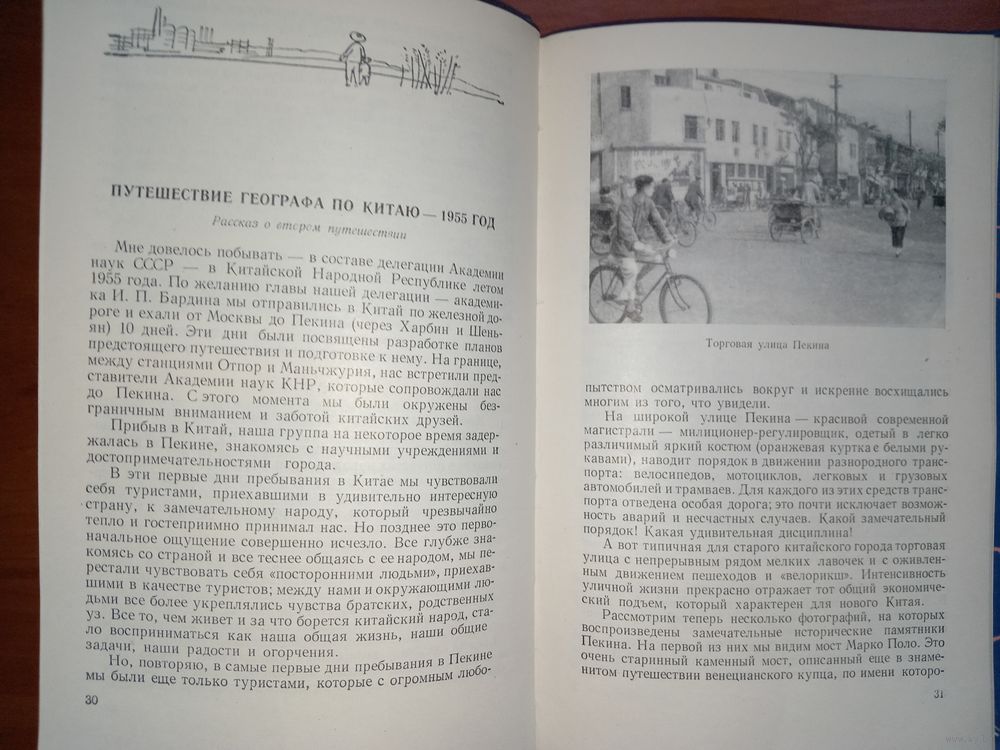 ПУТЕШЕСТВИЕ ГЕОГРАФА ПО КИТАЮ — 1955 ГОД
Рассказ о втором путешествии
Мне довелось побывать — в составе делегации Академии
наук СССР — в Китайской Народной Республике летом
1955 года. По желанию главы нашей делегации — академи-
ка И. П. Бардина мы отправились в Китай по железной до-
роге и ехали от Москвы до Пекина (через Харбин и Шень-
ян) 10 дней. Эти дни были посвящены разработке планов
предстоящего путешествия и подготовке к нему. На границе,
между станциями Отпор и Маньчжурия, нас встретили пред-
ставители Академии наук КНР, которые сопровождали нас
до Пекина. С этого момента мы были окружены без-
граничным вниманием и заботой китайских друзей.
Прибыв в Китай, наша группа на некоторое время задер-
жалась в Пекине, знакомясь с научными учреждениями и
достопримечательностями города.
В эти первые дни пребывания в Китае мы чувствовали
себя туристами, приехавшими в удивительно интересную
страну, к замечательному народу, который чрезвычайно
тепло и гостеприимно принимал нас. Но позднее это перво-
начальное ощущение совершенно исчезло. Все глубже зна-
комясь со страной и все теснее общаясь с ее народом, мы пе-
рестали чувствовать себя «посторонними людьми», приехав-
шими в качестве туристов; между нами и окружающими лю-
дьми все более укреплялись чувства братских, родственных
уз. Все то, чем живет и за что борется китайский народ, ста-
ло восприниматься как наша общая жизнь, наши общие
задачи, наши радости и огорчения.
Но, повторяю, в самые первые дни пребывания в Пекине
мы были еще только туристами, которые с огромным любо-
30
Торговая улица Пекина
пытством осматривались вокруг и искренне восхищались
многим из того, что увидели.
На широкой улице Пекина — красивой современной
магистрали — милиционер-регулировщик, одетый в легко
различимый яркий костюм (оранжевая куртка с белыми ру-
кавами), наводит порядок в движении разнородного транс-
порта: велосипедов, мотоциклов, легковых и грузовых
автомобилей и трамваев. Для каждого из этих средств транс-
порта отведена особая дорога; это почти исключает возмож-
ность аварий и несчастных случаев. Какой замечательный
порядок! Какая удивительная дисциплина!
А вот типичная для старого китайского города торговая
улица с непрерывным рядом мелких лавочек и с оживлен-
ным движением пешеходов и «велорикш». Интенсивность
уличной жизни прекрасно отражает тот общий экономиче-
ский подъем, который характерен для нового Китая.
Рассмотрим теперь несколько фотографий, на которых
воспроизведены замечательные исторические памятники
Пекина. На первой из них мы видим мост Марко Поло. Это
очень старинный каменный мост, описанный еще в знаме-
нитом путешествии венецианского купца, по имени которо-
31